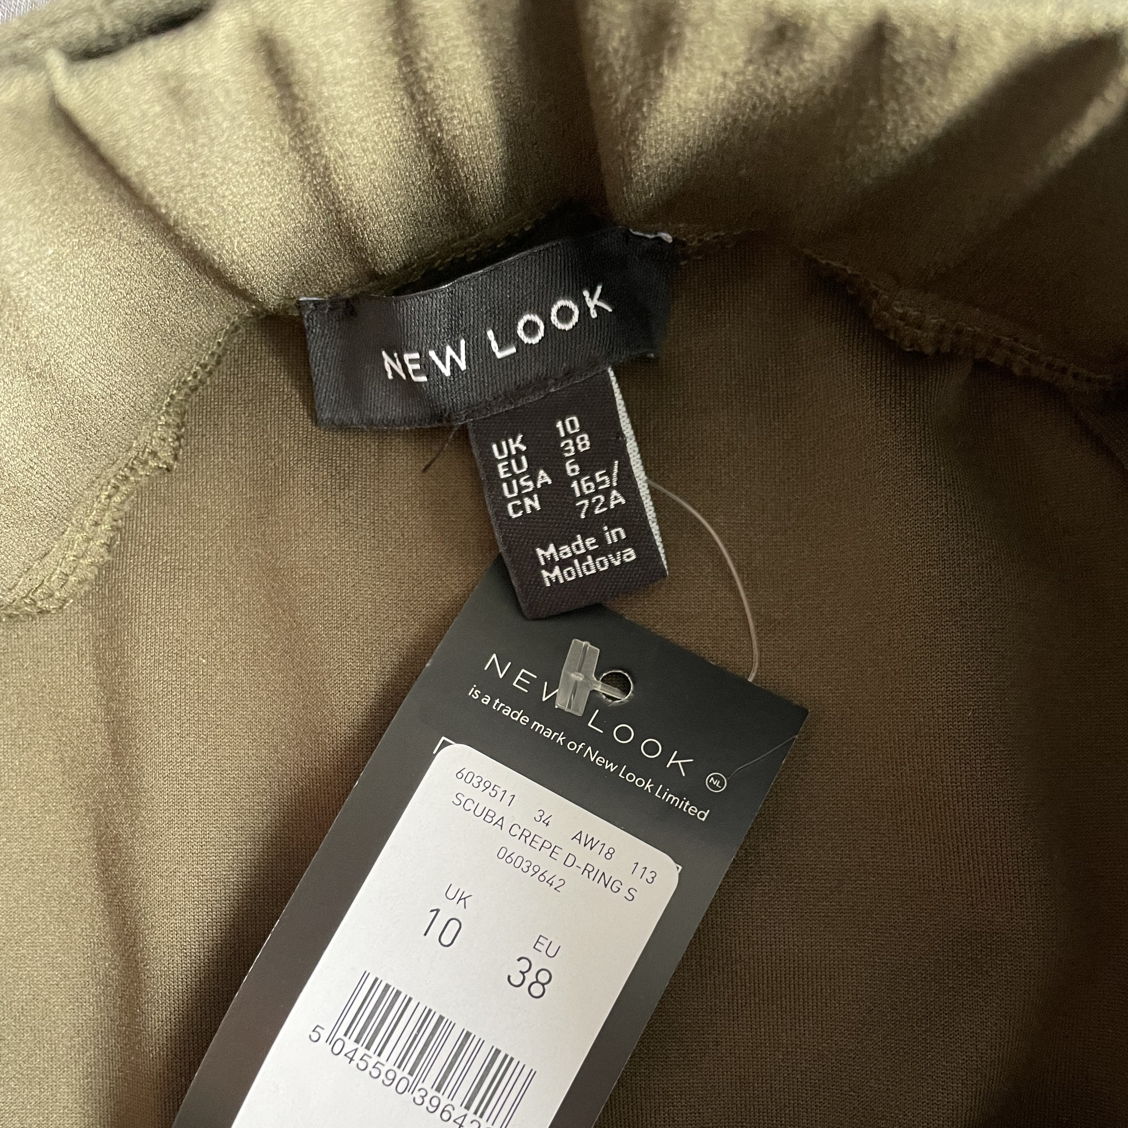 NEW LOOK
UK 10
EU 38
USA 6
CN 165/
72A
Made in
Moldova
NEW LOOK
is a trade mark of New Look Limited
NL
6039511 34 AW18 113
SCUBA CREPE D-RING S
06039642
UK
10
EU
38
5 045590 39642